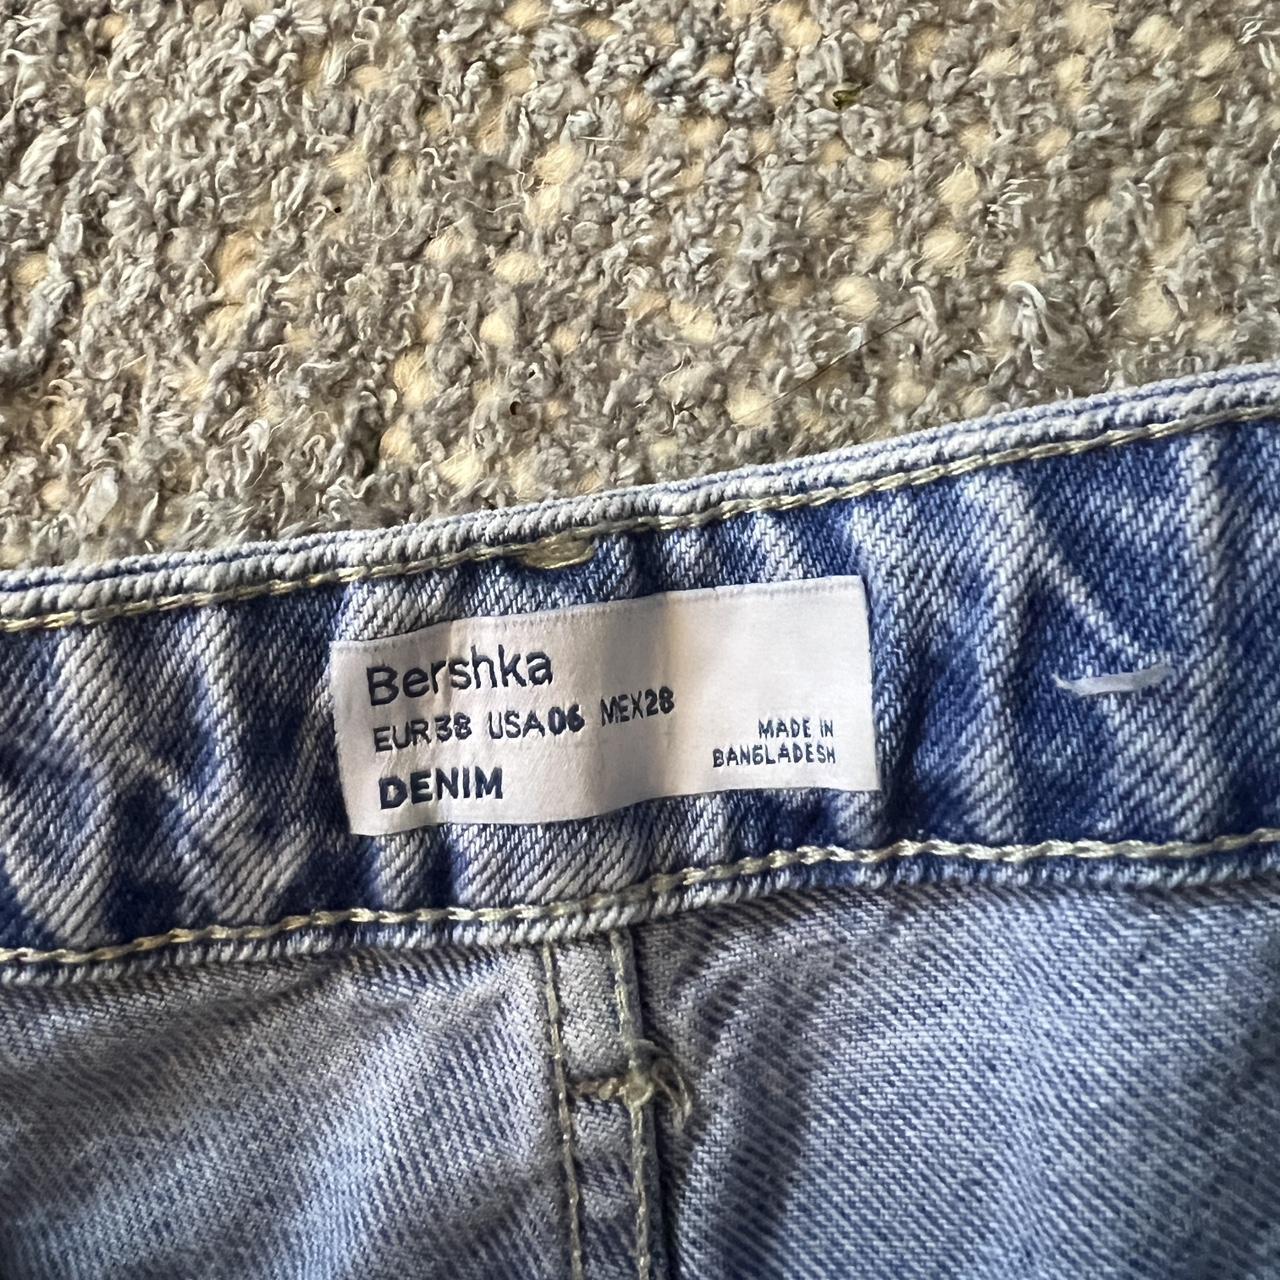 Bershka
EUR38 USA06 MEX28
DENIM
MADE IN
BANGLADESH